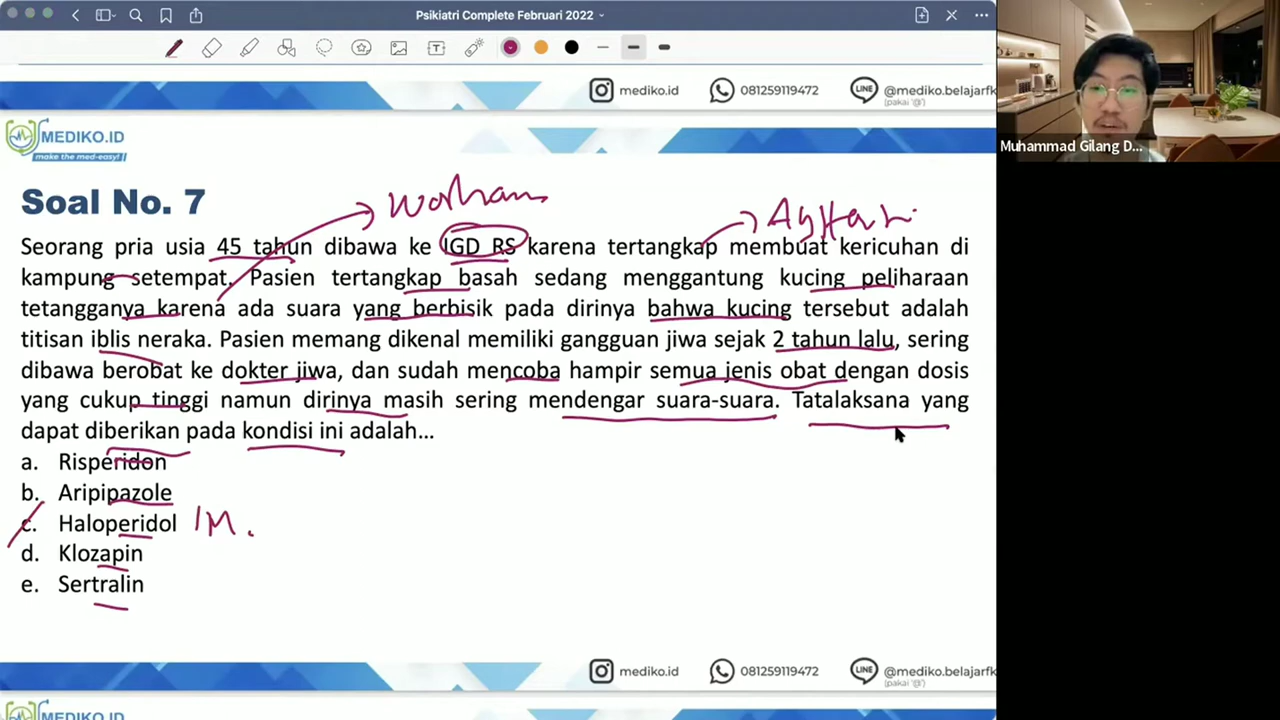 Psikiatri Complete Februari 2022
mediko.id
081259119472
@mediko.belajarfk
(pakai '@')
MEDIKO.ID
make the med-easy!
Muhammad Gilang D...
Soal No. 7
Seorang pria usia 45 tahun dibawa ke IGD RS karena tertangkap membuat kericuhan di
kampung setempat. Pasien tertangkap basah sedang menggantung kucing peliharaan
tetangganya karena ada suara yang berbisik pada dirinya bahwa kucing tersebut adalah
titisan iblis neraka. Pasien memang dikenal memiliki gangguan jiwa sejak 2 tahun lalu, sering
dibawa berobat ke dokter jiwa, dan sudah mencoba hampir semua jenis obat dengan dosis
yang cukup tinggi namun dirinya masih sering mendengar suara-suara. Tatalaksana yang
dapat diberikan pada kondisi ini adalah...
a. Risperidon
b. Aripipazole
c. Haloperidol IM.
d. Klozapin
e. Sertralin
mediko.id
081259119472
@mediko.belajarfk
(pakai '@')
MEDIKO.ID